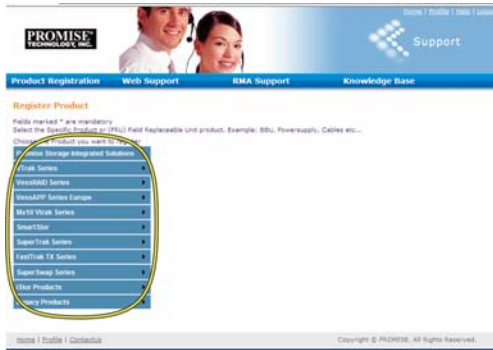 Home | Profile | Help |
PROMISE®
TECHNOLOGY, INC.
Support
Product Registration Web Support RMA Support Knowledge Base
Register Product
Fields marked * are mandatory
Select the Specific Product or (FRU) Field Replaceable Unit product. Example: BBU, Powersupply, Cables etc...
Choose the Product you want to
Promise Storage Integrated Solutions
VTrak Series
VessRAID Series
VessAPP Series Europe
Mx10 Vtrak Series
SmartStor
SuperTrak Series
FastTrak TX Series
SuperSwap Series
iStor Products
Legacy Products
Home | Profile | Contactus
Copyright © PROMISE. All Rights Reserved.